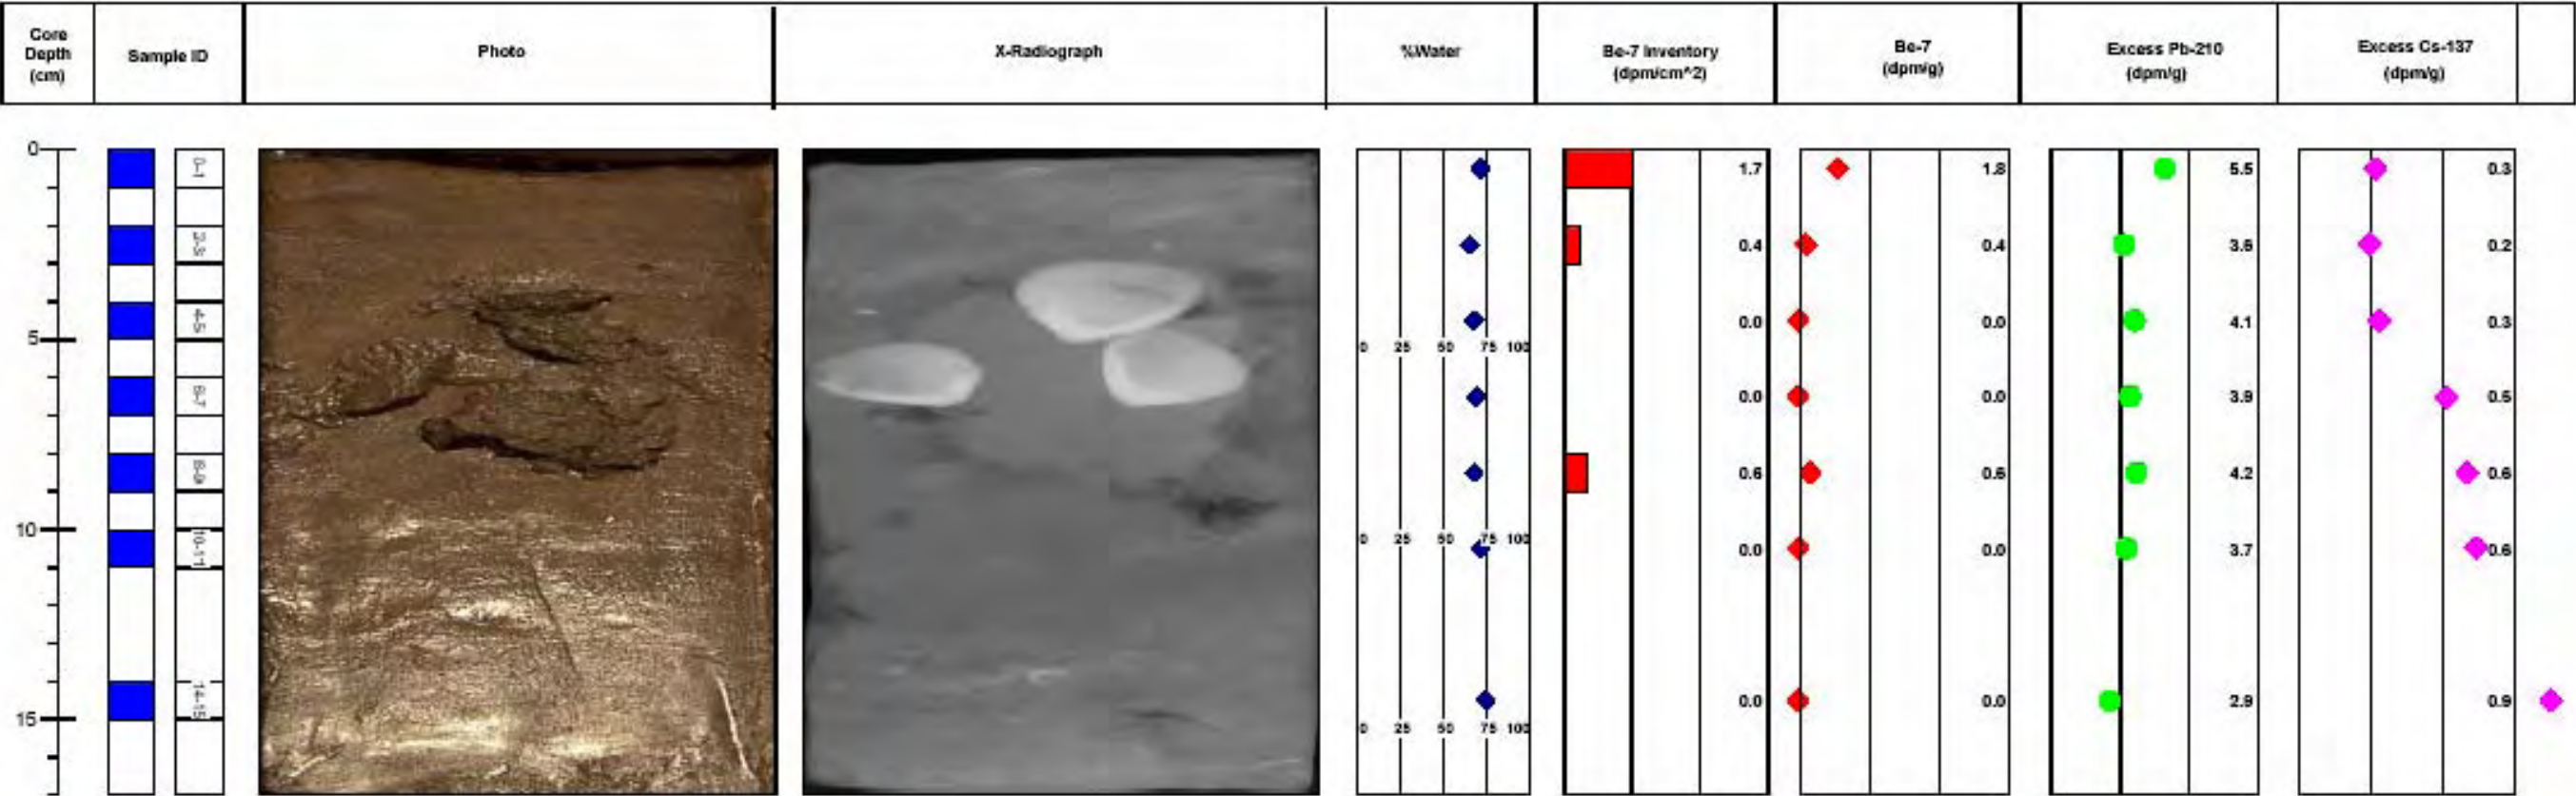 Core
Depth
(cm)
Sample ID
Photo
X-Radiograph
%Water
Be-7 Inventory
(dpm/cm^2)
Be-7
(dpm/g)
Excess Pb-210
(dpm/g)
Excess Cs-137
(dpm/g)
0
0-1
1.7
1.8
5.5
0.3
2-3
0.4
0.4
3.6
0.2
4-5
0.0
0.0
4.1
0.3
5
0 25 50 75 100
6-7
0.0
0.0
3.9
0.5
8-9
0.6
0.6
4.2
0.6
10
0 25 50 75 100
10-11
0.0
0.0
3.7
0.6
14-15
0.0
0.0
2.9
0.9
15
0 25 50 75 100